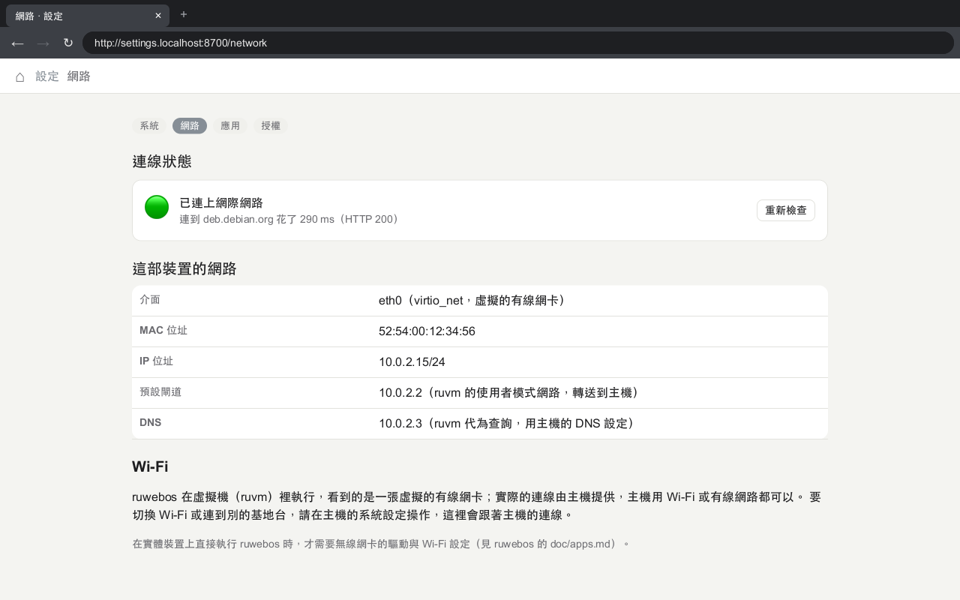 網路 · 設定
http://settings.localhost:8700/network
設定 網路
系統 網路 應用 授權
連線狀態
已連上網際網路
連到 deb.debian.org 花了 290 ms（HTTP 200）
重新檢查
這部裝置的網路
介面 eth0（virtio_net，虛擬的有線網卡）
MAC 位址 52:54:00:12:34:56
IP 位址 10.0.2.15/24
預設閘道 10.0.2.2（ruvm 的使用者模式網路，轉送到主機）
DNS 10.0.2.3（ruvm 代為查詢，用主機的 DNS 設定）
Wi-Fi
ruwebos 在虛擬機（ruvm）裡執行，看到的是一張虛擬的有線網卡；實際的連線由主機提供，主機用 Wi-Fi 或有線網路都可以。 要
切換 Wi-Fi 或連到別的基地台，請在主機的系統設定操作，這裡會跟著主機的連線。
在實體裝置上直接執行 ruwebos 時，才需要無線網卡的驅動與 Wi-Fi 設定（見 ruwebos 的 doc/apps.md）。